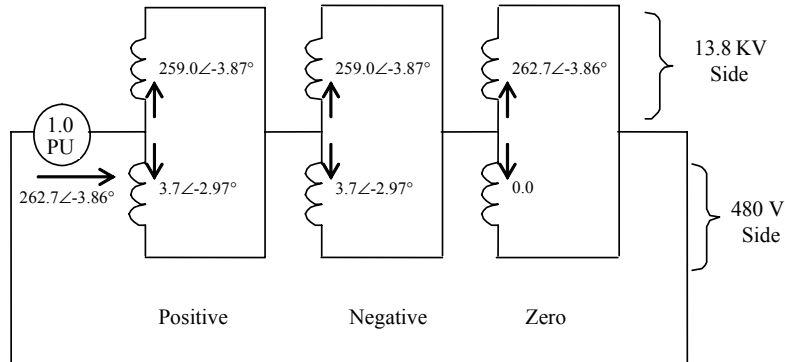 259.0∠-3.87°
259.0∠-3.87°
262.7∠-3.86°
13.8 KV
Side
1.0
PU
262.7∠-3.86°
3.7∠-2.97°
3.7∠-2.97°
0.0
480 V
Side
Positive
Negative
Zero